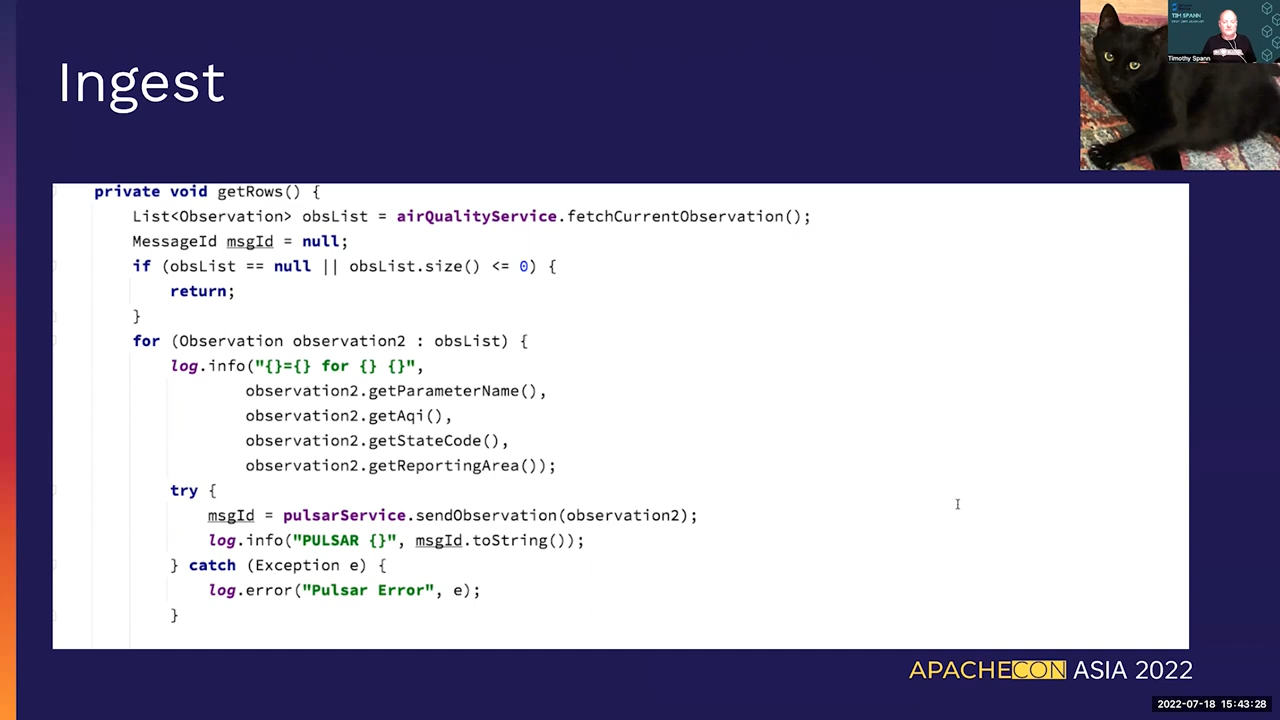 Ingest
TIM SPANN
Timothy Spann
private void getRows() {
List<Observation> obsList = airQualityService.fetchCurrentObservation();
MessageId msgId = null;
if (obsList == null || obsList.size() <= 0) {
return;
}
for (Observation observation2 : obsList) {
log.info("{}={} for {} {}",
observation2.getParameterName(),
observation2.getAqi(),
observation2.getStateCode(),
observation2.getReportingArea());
try {
msgId = pulsarService.sendObservation(observation2);
log.info("PULSAR {}", msgId.toString());
} catch (Exception e) {
log.error("Pulsar Error", e);
}
APACHECON ASIA 2022
2022-07-18 15:43:28